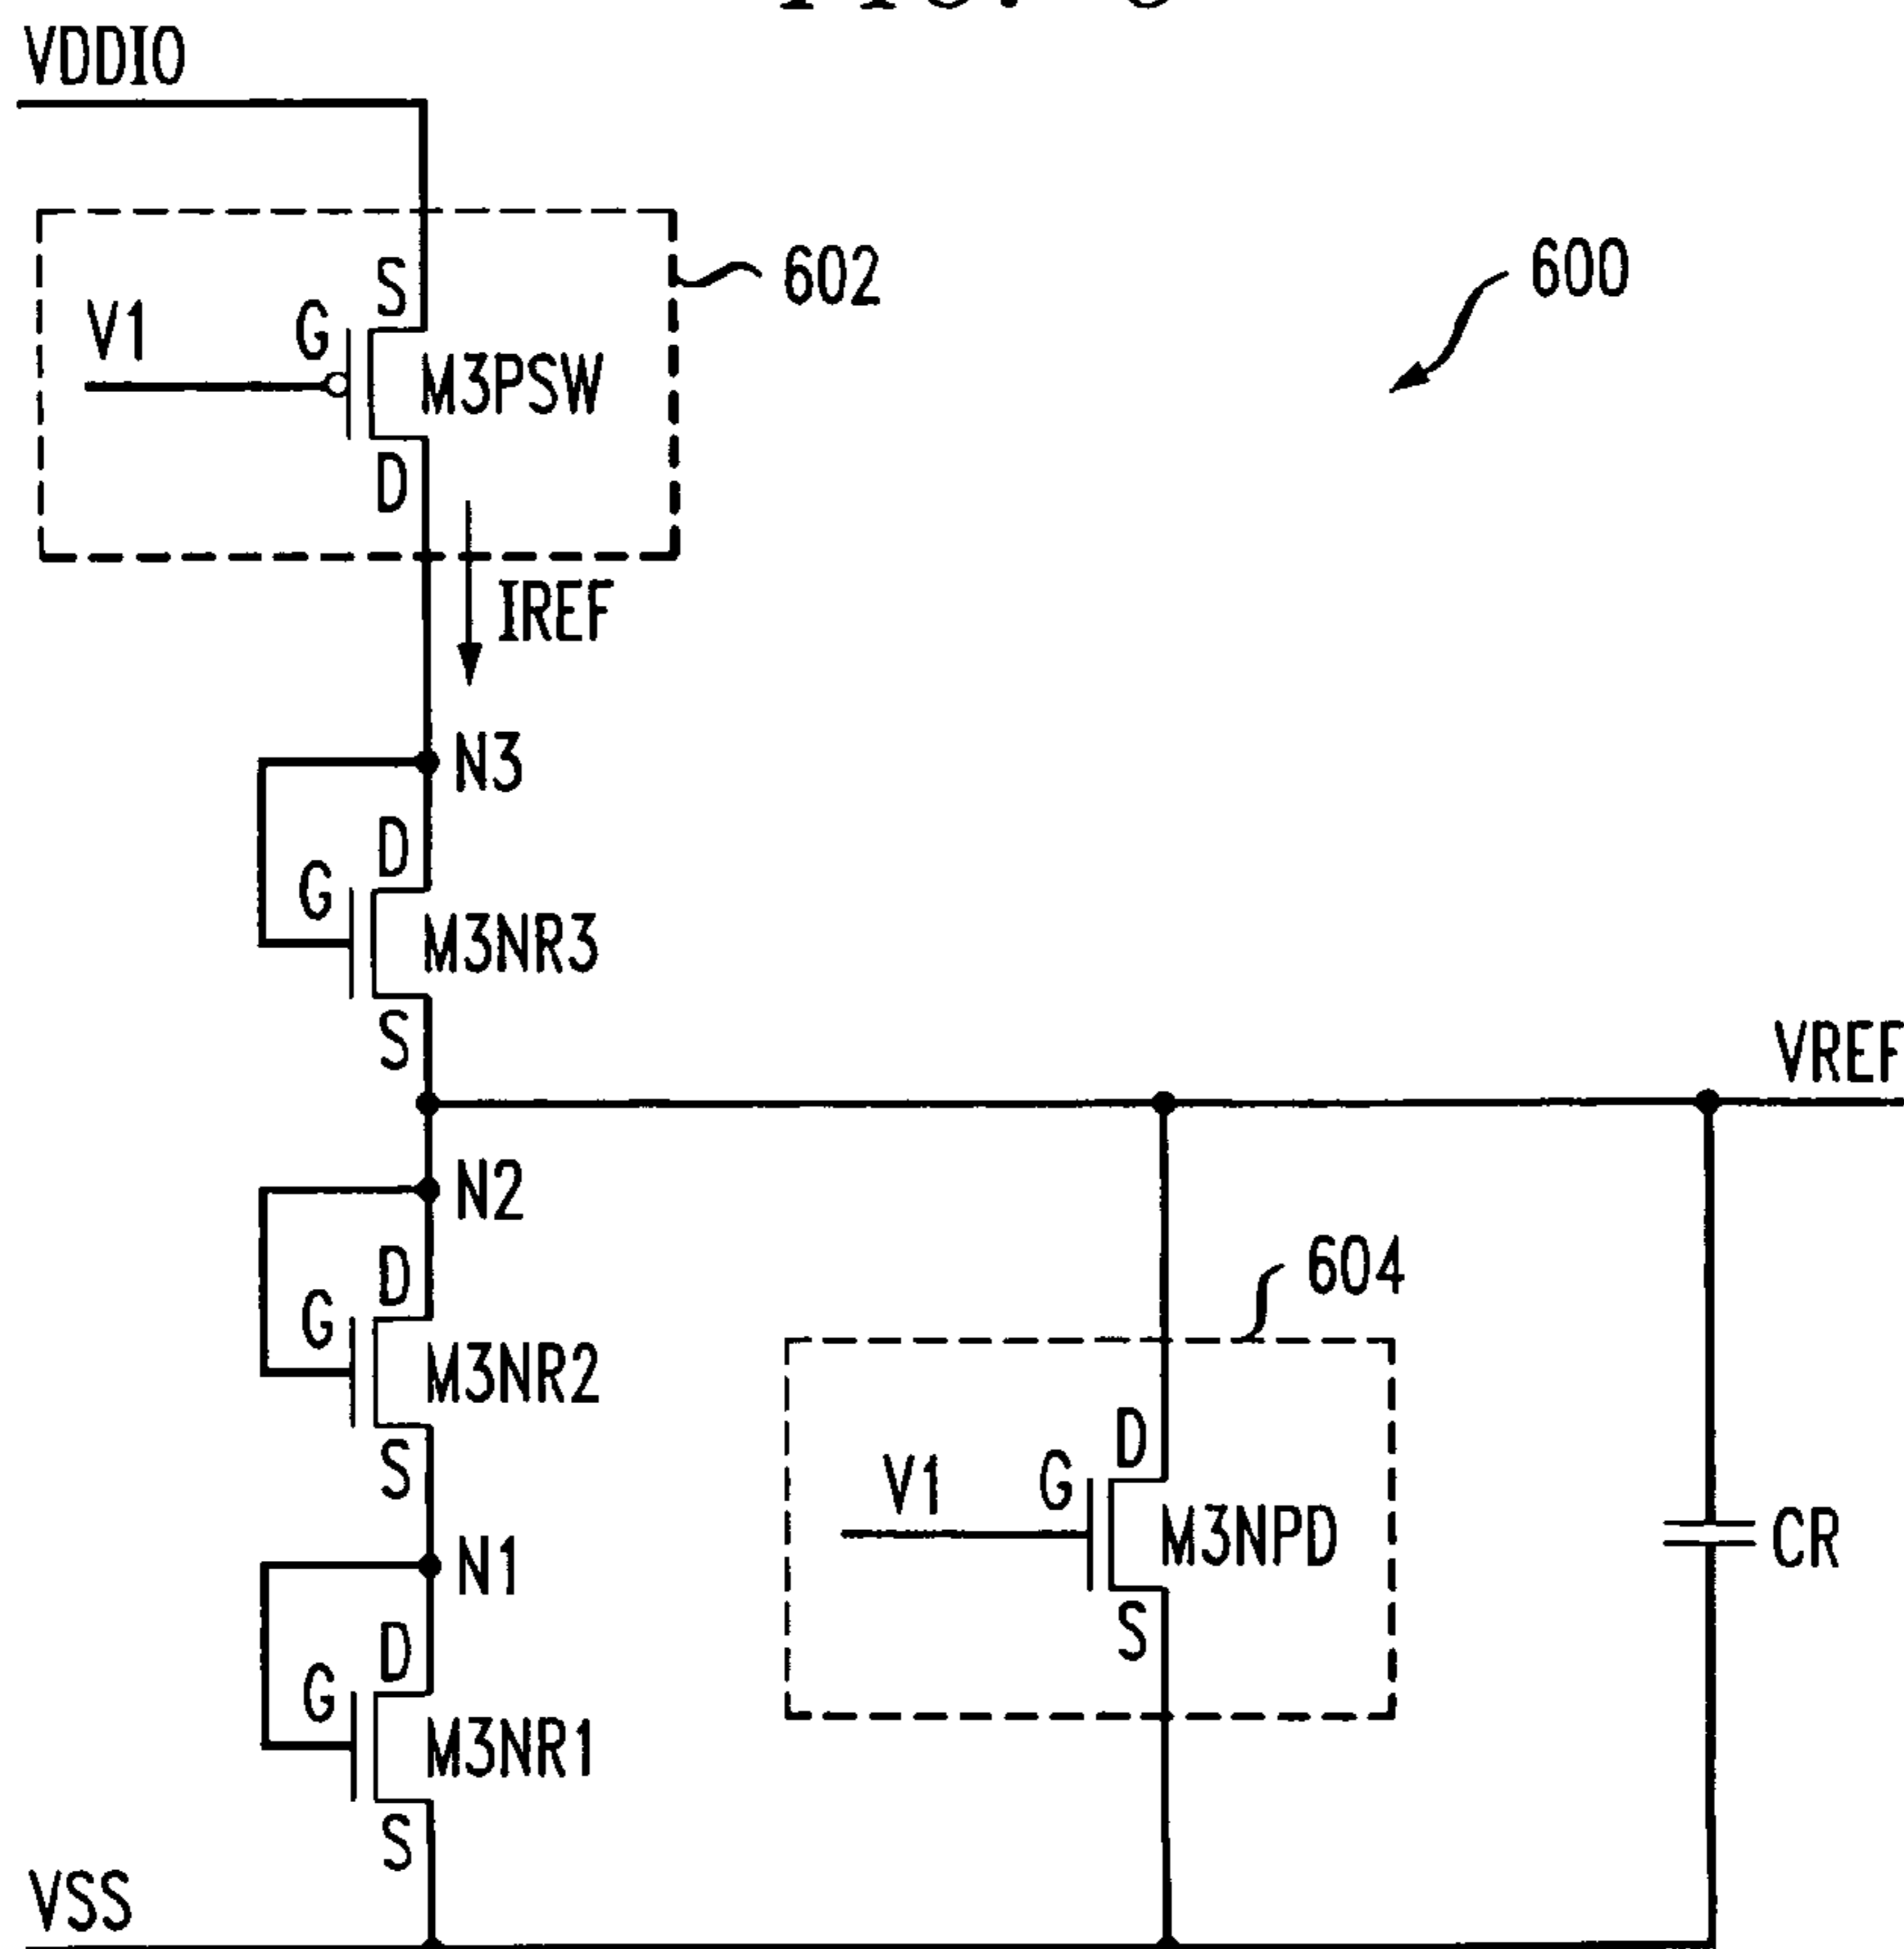 VDDIO
602
600
S
V1
G
M3PSW
D
IREF
N3
D
G
M3NR3
S
VREF
N2
604
D
G
M3NR2
D
S
V1
G
M3NPD
CR
N1
S
D
G
M3NR1
S
VSS